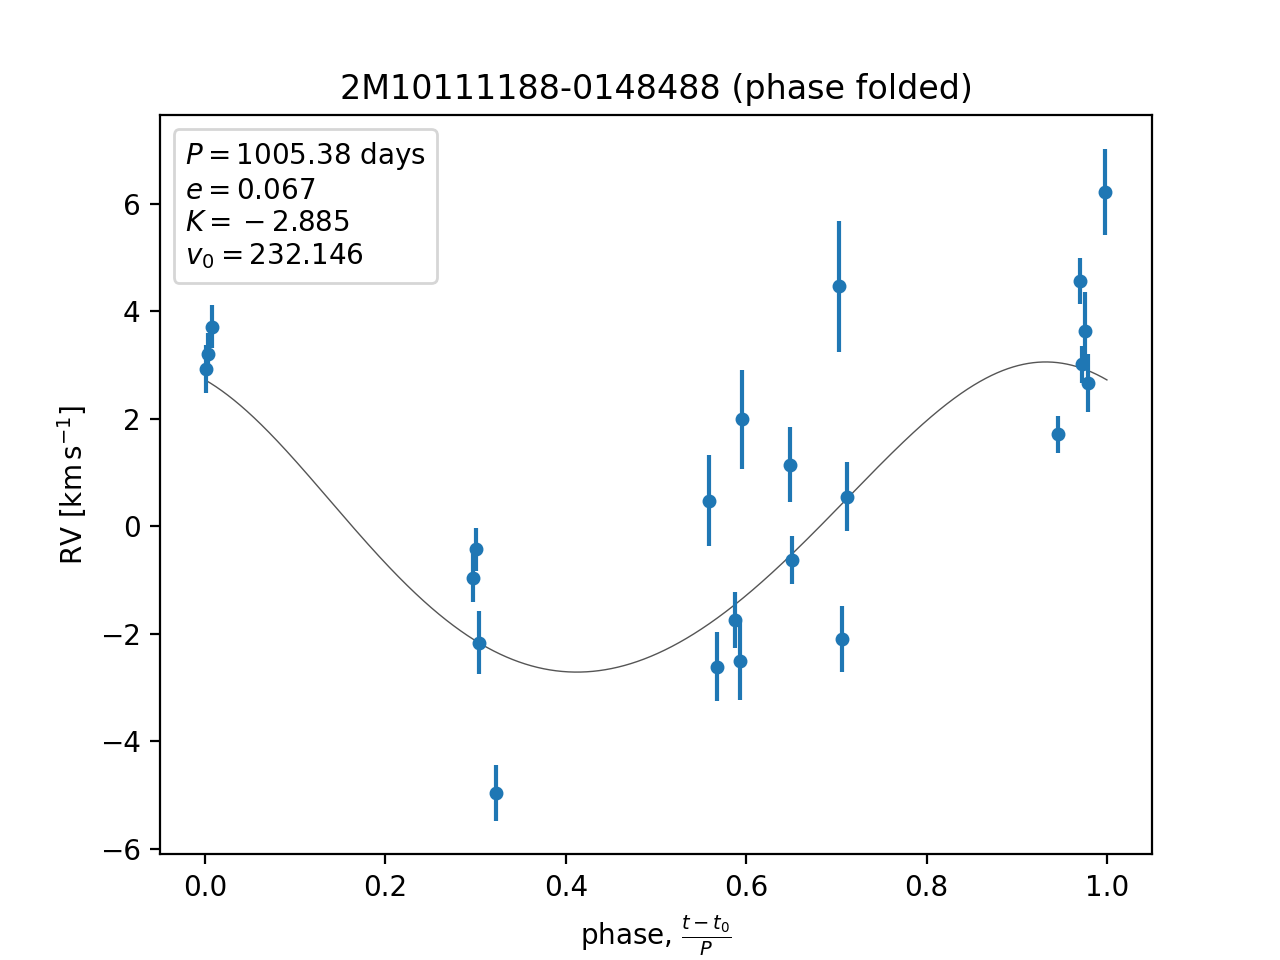 2M10111188-0148488 (phase folded)
P = 1005.38 days
e = 0.067
K = −2.885
v₀ = 232.146
RV [km s⁻¹]
6
4
2
0
−2
−4
−6
0.0 0.2 0.4 0.6 0.8 1.0
phase, (t − t₀)/P